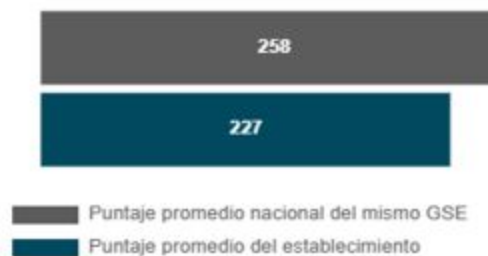 258
227
Puntaje promedio nacional del mismo GSE
Puntaje promedio del establecimiento